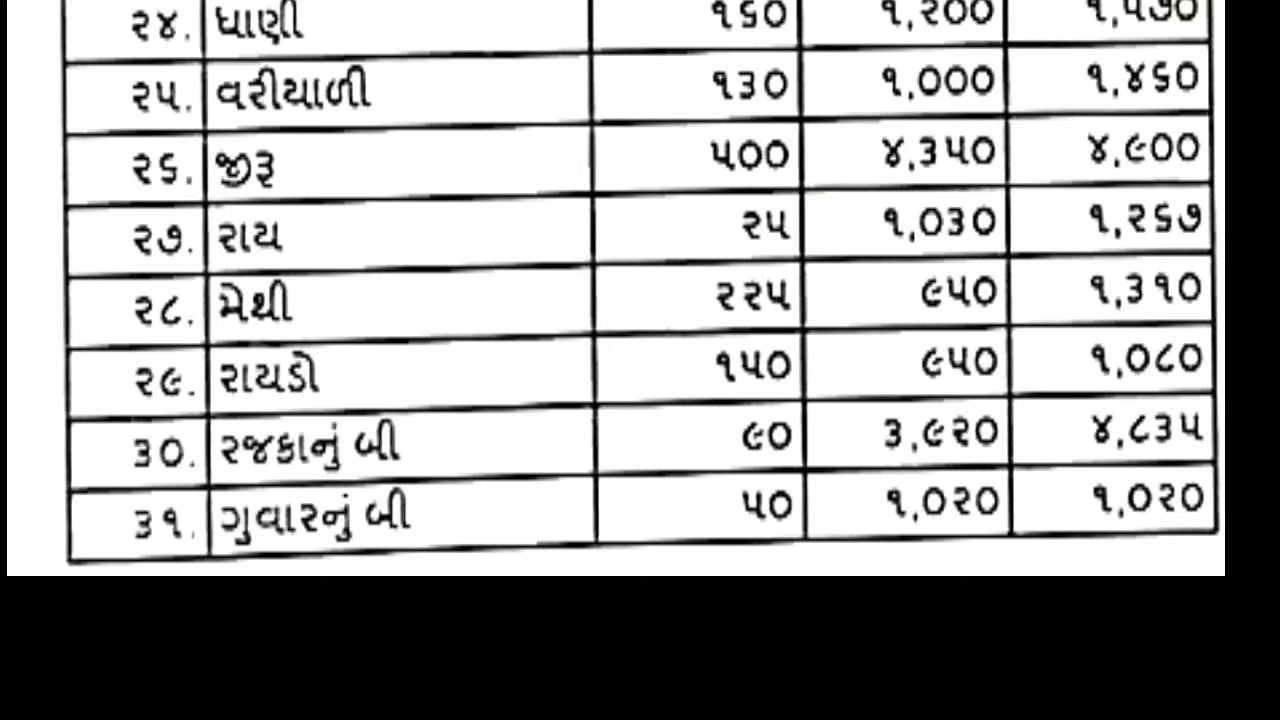 ૨૪. ધાણી ૧૬૦ ૧,૨૦૦ ૧,૫૭૦
૨૫. વરીયાળી ૧૩૦ ૧,૦૦૦ ૧,૪૬૦
૨૬. જીરૂ ૫૦૦ ૪,૩૫૦ ૪,૯૦૦
૨૭. રાય ૨૫ ૧,૦૩૦ ૧,૨૬૭
૨૮. મેથી ૨૨૫ ૯૫૦ ૧,૩૧૦
૨૯. રાયડો ૧૫૦ ૯૫૦ ૧,૦૮૦
૩૦. રજકાનું બી ૯૦ ૩,૯૨૦ ૪,૮૩૫
૩૧. ગુવારનું બી ૫૦ ૧,૦૨૦ ૧,૦૨૦